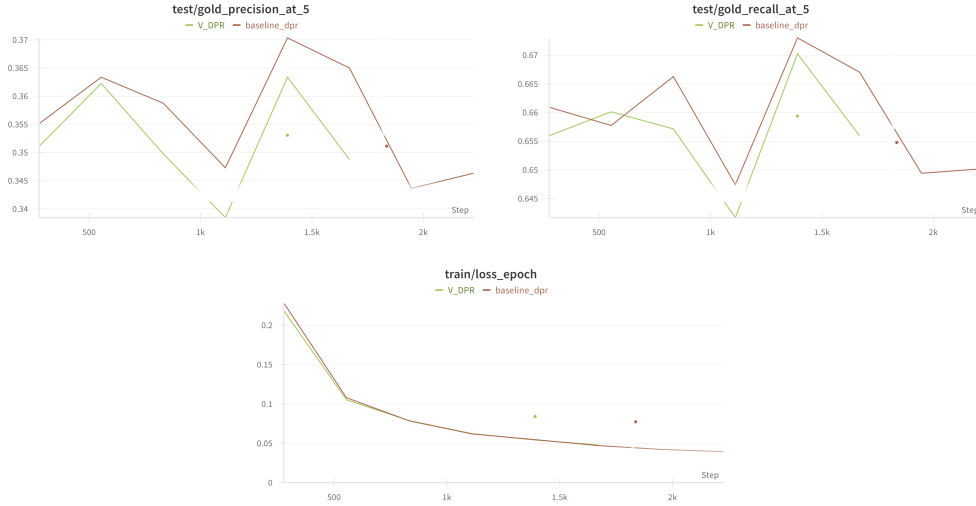 test/gold_precision_at_5
V_DPR baseline_dpr
0.37
0.365
0.36
0.355
0.35
0.345
0.34
Step
500 1k 1.5k 2k
test/gold_recall_at_5
V_DPR baseline_dpr
0.67
0.665
0.66
0.655
0.65
0.645
Step
500 1k 1.5k 2k
train/loss_epoch
V_DPR baseline_dpr
0.2
0.15
0.1
0.05
0
Step
500 1k 1.5k 2k